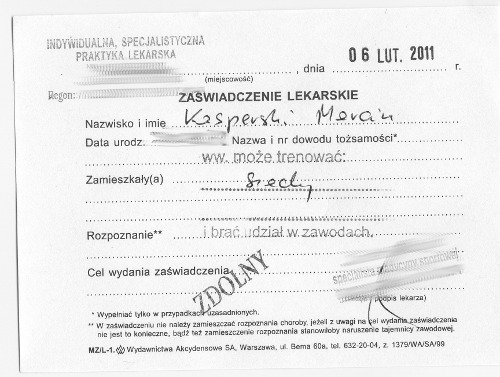 INDYWIDUALNA, SPECJALISTYCZNA
PRAKTYKA LEKARSKA
(miejscowość)
, dnia 06 LUT. 2011 r.
Regon:
ZAŚWIADCZENIE LEKARSKIE
Nazwisko i imię Kasperski Marcin
Data urodz. Nazwa i nr dowodu tożsamości*
ww. może trenować:
Zamieszkały(a)
Rozpoznanie** i brać udział w zawodach.
Cel wydania zaświadczenia
ZDOLNY
specjalista medycyny sportowej
podpis lekarza)
* Wypełniać tylko w przypadkach uzasadnionych.
** W zaświadczeniu nie należy zamieszczać rozpoznania choroby, jeżeli z uwagi na cel wydania zaświadczenia
nie jest to konieczne, bądź też zamieszczenie rozpoznania stanowiłoby naruszenie tajemnicy zawodowej.
MZ/L-1. Wydawnictwa Akcydensowe SA, Warszawa, ul. Bema 60a, tel. 632-20-04, z. 1379/WA/SA/99